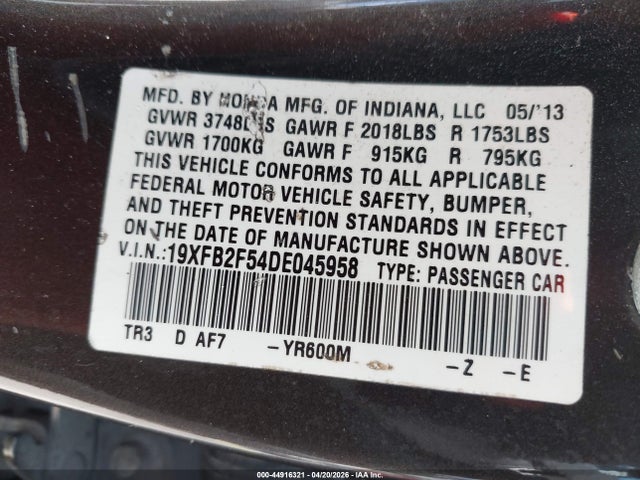 MFD. BY HONDA MFG. OF INDIANA, LLC 05/'13
GVWR 3748LBS GAWR F 2018LBS R 1753LBS
GVWR 1700KG GAWR F 915KG R 795KG
THIS VEHICLE CONFORMS TO ALL APPLICABLE
FEDERAL MOTOR VEHICLE SAFETY, BUMPER,
AND THEFT PREVENTION STANDARDS IN EFFECT
ON THE DATE OF MANUFACTURE SHOWN ABOVE.
V.I.N.:19XFB2F54DE045958 TYPE: PASSENGER CAR
TR3 D AF7 -YR600M -Z -E
000-44916321 - 04/20/2026 - IAAI.COM